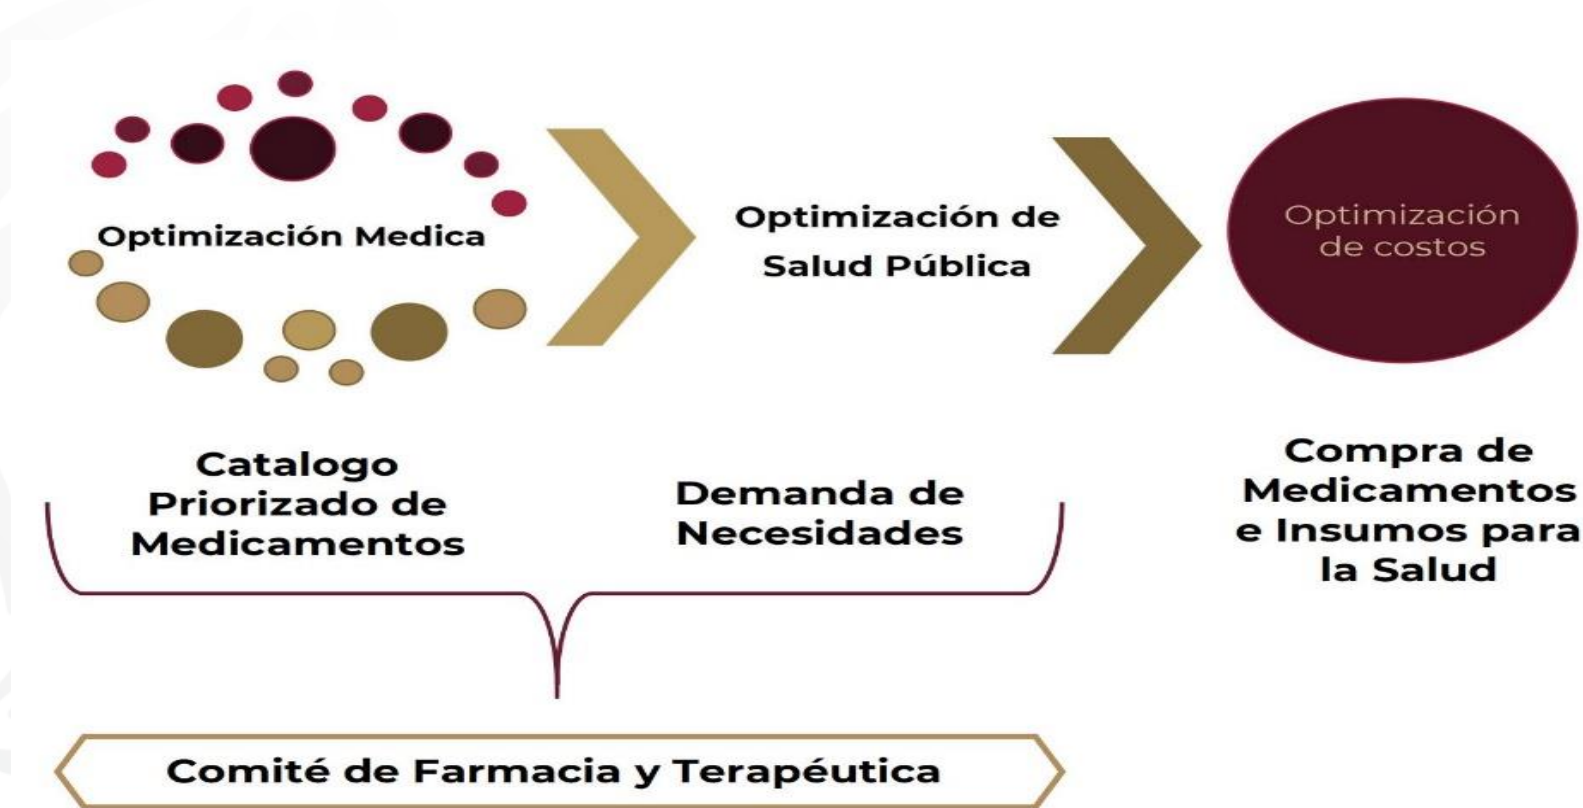 Optimización Medica
Optimización de
Salud Pública
Optimización
de costos
Catalogo
Priorizado de
Medicamentos
Demanda de
Necesidades
Compra de
Medicamentos
e Insumos para
la Salud
Comité de Farmacia y Terapéutica